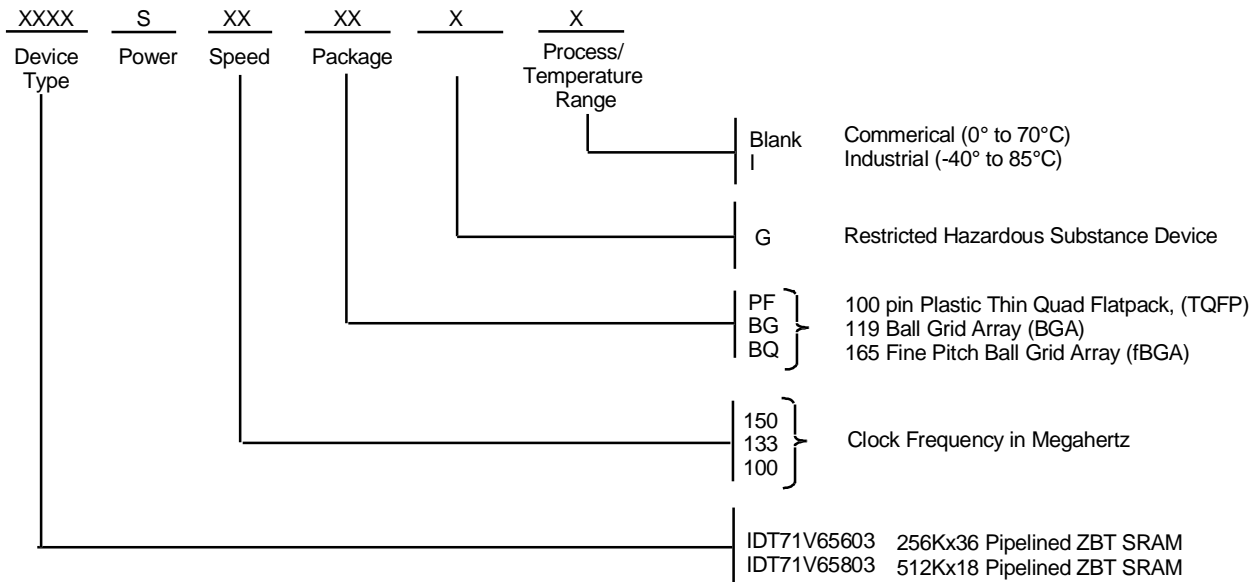 XXXX S XX XX X X
Device Type Power Speed Package Process/ Temperature Range
Blank Commerical (0° to 70°C)
I Industrial (-40° to 85°C)
G Restricted Hazardous Substance Device
PF 100 pin Plastic Thin Quad Flatpack, (TQFP)
BG 119 Ball Grid Array (BGA)
BQ 165 Fine Pitch Ball Grid Array (fBGA)
150
133 Clock Frequency in Megahertz
100
IDT71V65603 256Kx36 Pipelined ZBT SRAM
IDT71V65803 512Kx18 Pipelined ZBT SRAM